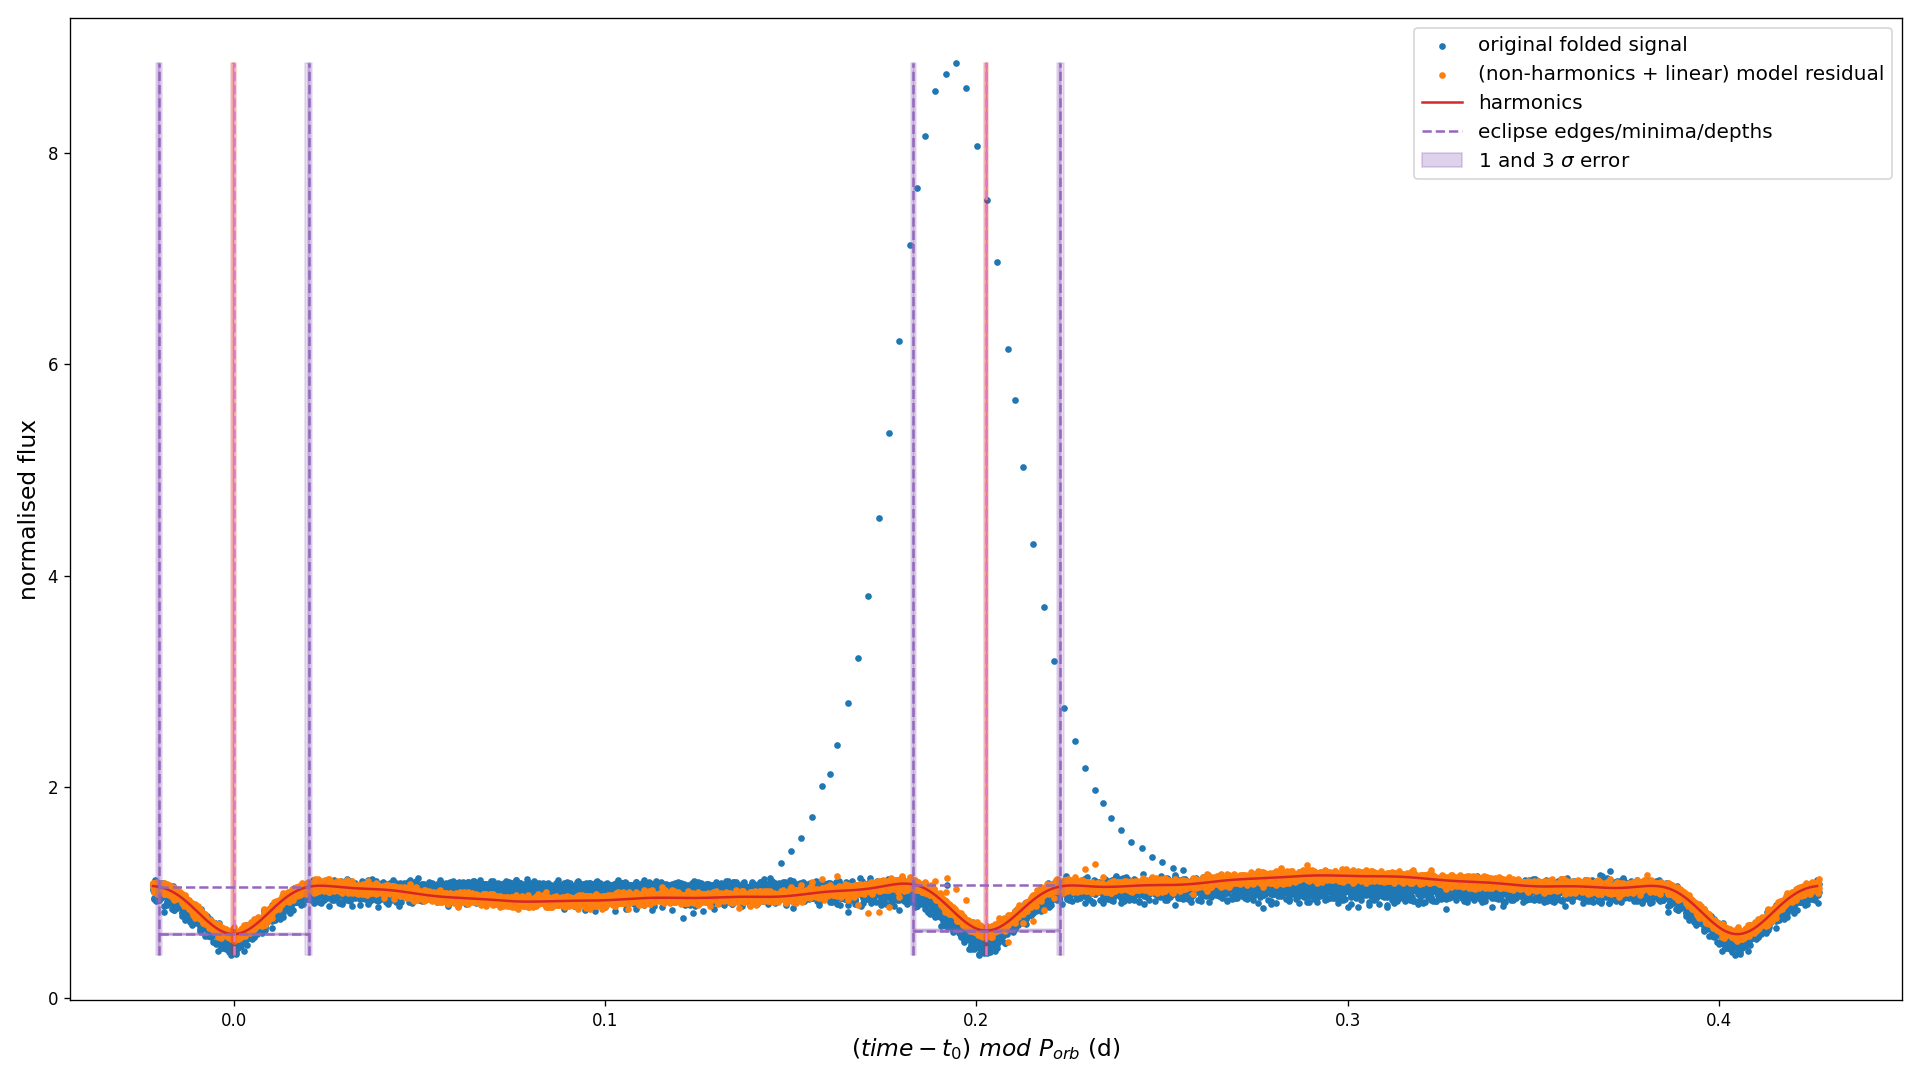 original folded signal
(non-harmonics + linear) model residual
harmonics
eclipse edges/minima/depths
1 and 3 σ error
normalised flux
8
6
4
2
0
0.0 0.1 0.2 0.3 0.4
(time − t₀) mod Pₒᵣb (d)